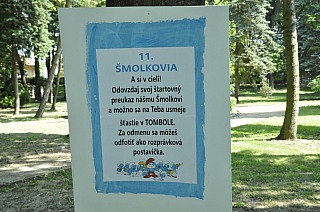 11.
ŠMOLKOVIA
A si v cieli!
Odovzdaj svoj štartovný
preukaz nášmu Šmolkovi
a možno sa na Teba usmeje
šťastie v TOMBOLE.
Za odmenu sa môžeš
odfotiť ako rozprávková
postavička.